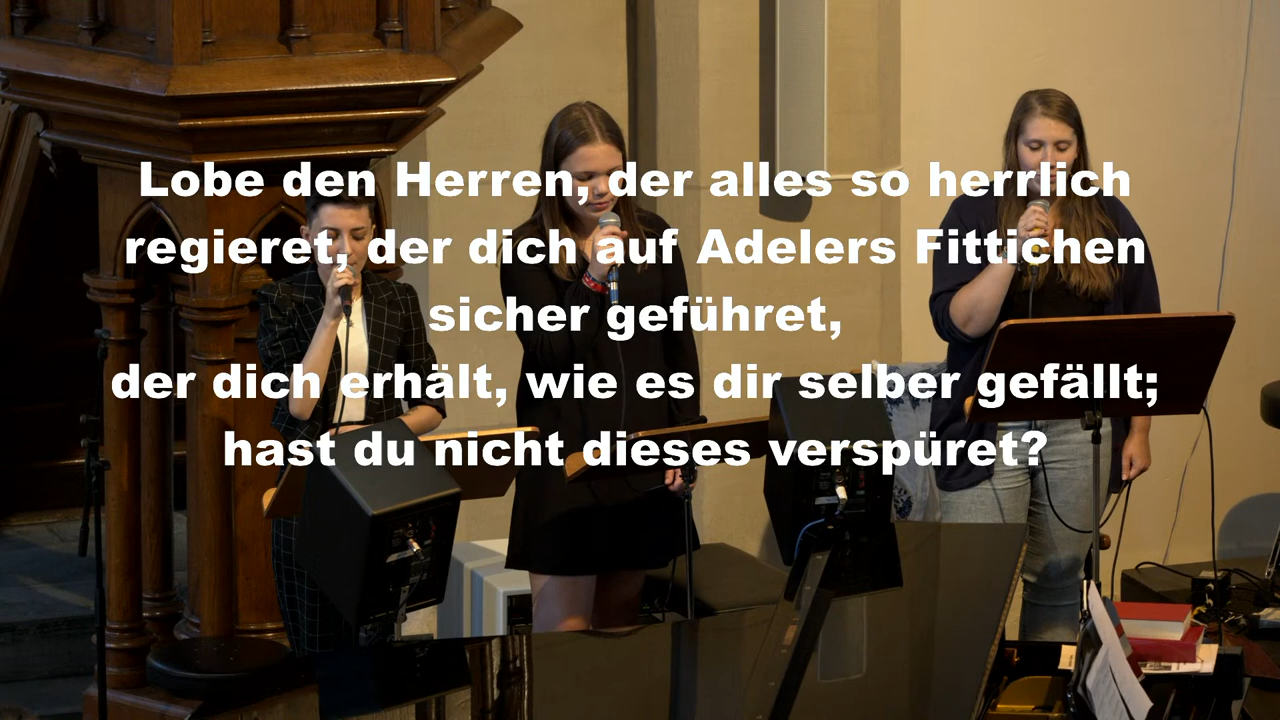 Lobe den Herren, der alles so herrlich
regieret, der dich auf Adelers Fittichen
sicher geführet,
der dich erhält, wie es dir selber gefällt;
hast du nicht dieses verspüret?